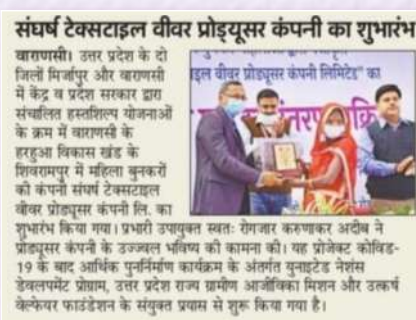 संघर्ष टेक्सटाइल वीवर प्रोड्यूसर कंपनी का शुभारंभ
वाराणसी। उत्तर प्रदेश के दो
जिलों मिर्जापुर और वाराणसी
में केंद्र व प्रदेश सरकार द्वारा
संचालित हस्तशिल्प योजनाओं
के क्रम में वाराणसी के
हरहुआ विकास खंड के
शिवरामपुर में महिला बुनकरों
की कंपनी संघर्ष टेक्सटाइल
वीवर प्रोड्यूसर कंपनी लि. का
इल वीवर प्रोड्यूसर कंपनी लिमिटेड" का
शुभारंभ किया गया। प्रभारी उपायुक्त स्वतः रोगजार करुणाकर अदीब ने
प्रोड्यूसर कंपनी के उज्ज्वल भविष्य की कामना की। यह प्रोजेक्ट कोविड-
19 के बाद आर्थिक पुनर्निर्माण कार्यक्रम के अंतर्गत युनाइटेड नेशंस
डेवलपमेंट प्रोग्राम, उत्तर प्रदेश राज्य ग्रामीण आजीविका मिशन और उत्कर्ष
वेल्फेयर फाउंडेशन के संयुक्त प्रयास से शुरू किया गया है।